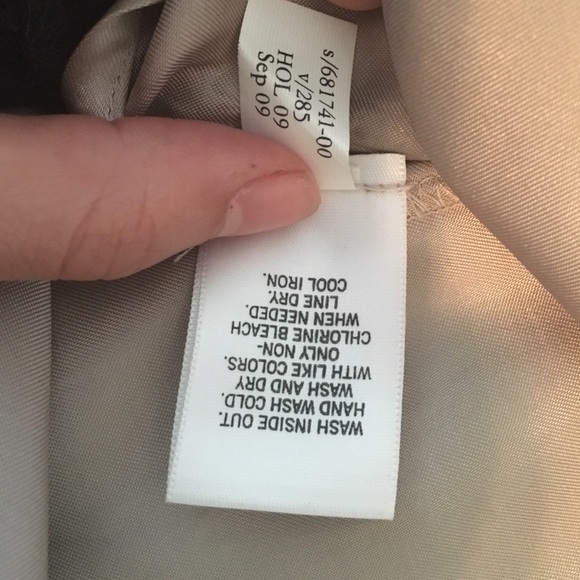 s/681741-00
v/285
HOL 09
Sep 09
WASH INSIDE OUT.
HAND WASH COLD.
WASH AND DRY
WITH LIKE COLORS.
ONLY NON-
CHLORINE BLEACH
WHEN NEEDED.
LINE DRY.
COOL IRON.